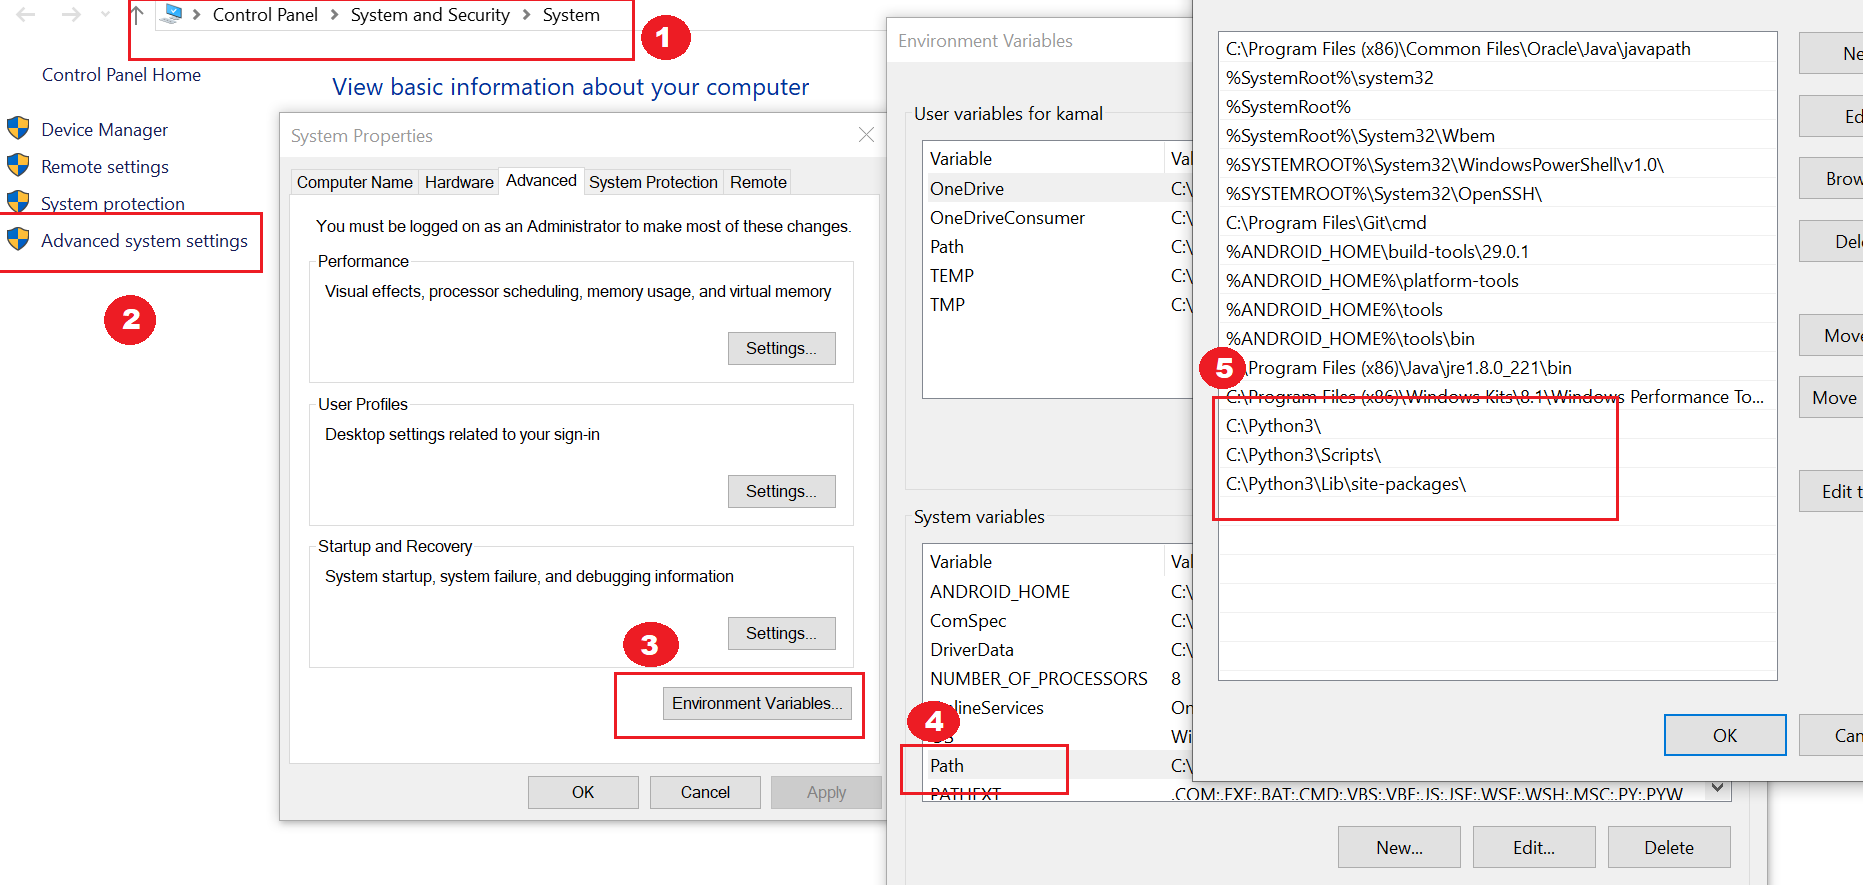 Control Panel > System and Security > System
1
Control Panel Home
Device Manager
Remote settings
System protection
Advanced system settings
2
View basic information about your computer
System Properties
Computer Name
Hardware
Advanced
System Protection
Remote
You must be logged on as an Administrator to make most of these changes.
Performance
Visual effects, processor scheduling, memory usage, and virtual memory
Settings...
User Profiles
Desktop settings related to your sign-in
Settings...
Startup and Recovery
System startup, system failure, and debugging information
Settings...
3
Environment Variables...
OK
Cancel
Apply
Environment Variables
User variables for kamal
Variable Val
OneDrive C:\
OneDriveConsumer C:\
Path C:\
TEMP C:\
TMP C:\
System variables
Variable Val
ANDROID_HOME C:\
ComSpec C:\
DriverData C:\
NUMBER_OF_PROCESSORS 8
lineServices On
4
Wi
Path C:\
PATHEXT .COM;.EXE;.BAT;.CMD;.VBS;.VBE;.JS;.JSE;.WSF;.WSH;.MSC;.PY;.PYW
New...
Edit...
Delete
C:\Program Files (x86)\Common Files\Oracle\Java\javapath
%SystemRoot%\system32
%SystemRoot%
%SystemRoot%\System32\Wbem
%SYSTEMROOT%\System32\WindowsPowerShell\v1.0\
%SYSTEMROOT%\System32\OpenSSH\
C:\Program Files\Git\cmd
%ANDROID_HOME\build-tools\29.0.1
%ANDROID_HOME%\platform-tools
%ANDROID_HOME%\tools
%ANDROID_HOME%\tools\bin
5
\Program Files (x86)\Java\jre1.8.0_221\bin
C:\Program Files (x86)\Windows Kits\8.1\Windows Performance To...
C:\Python3\
C:\Python3\Scripts\
C:\Python3\Lib\site-packages\
Ne
Ed
Brow
Dele
Move
Move
Edit t
OK
Can